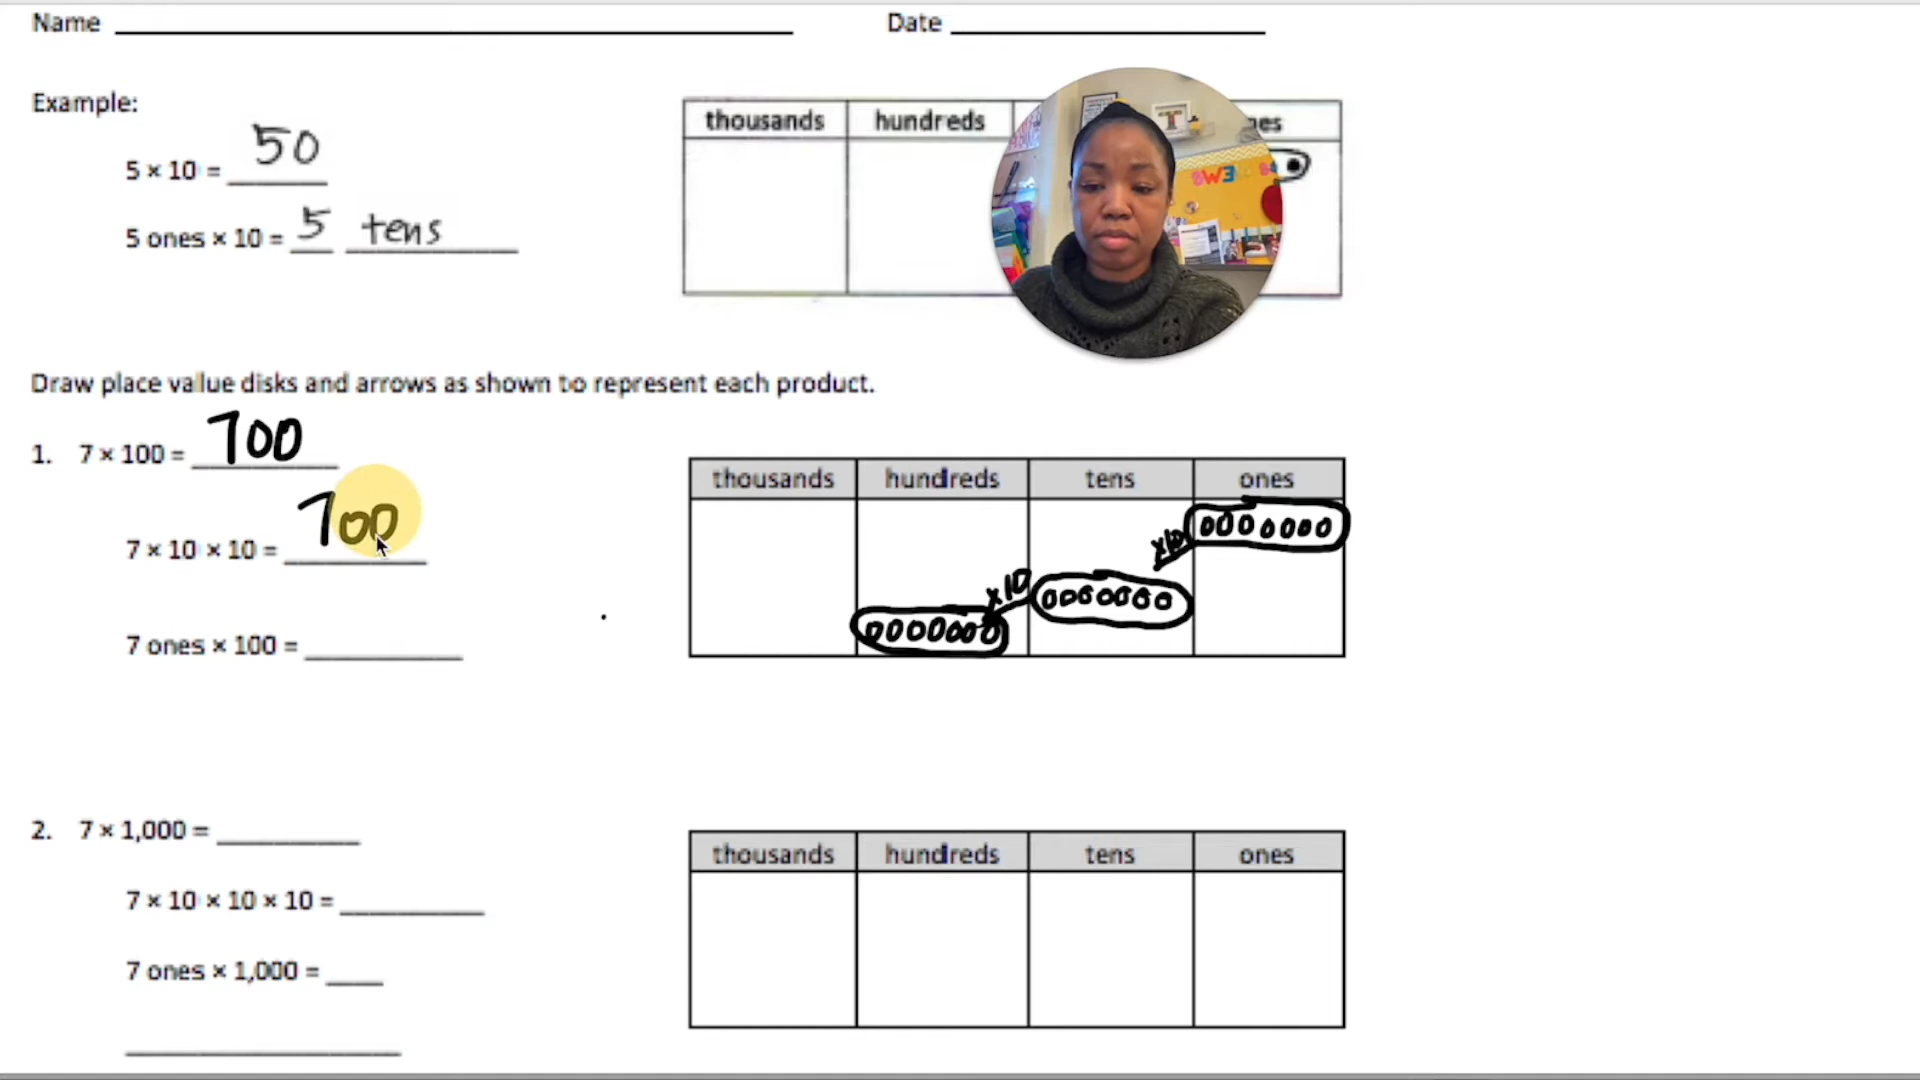 Name Date
Example:
thousands hundreds
5 × 10 = 50
5 ones × 10 = 5 tens
Draw place value disks and arrows as shown to represent each product.
1. 7 × 100 = 700
thousands hundreds tens ones
7 × 10 × 10 = 700
×10
×10
7 ones × 100 =
2. 7 × 1,000 =
thousands hundreds tens ones
7 × 10 × 10 × 10 =
7 ones × 1,000 =